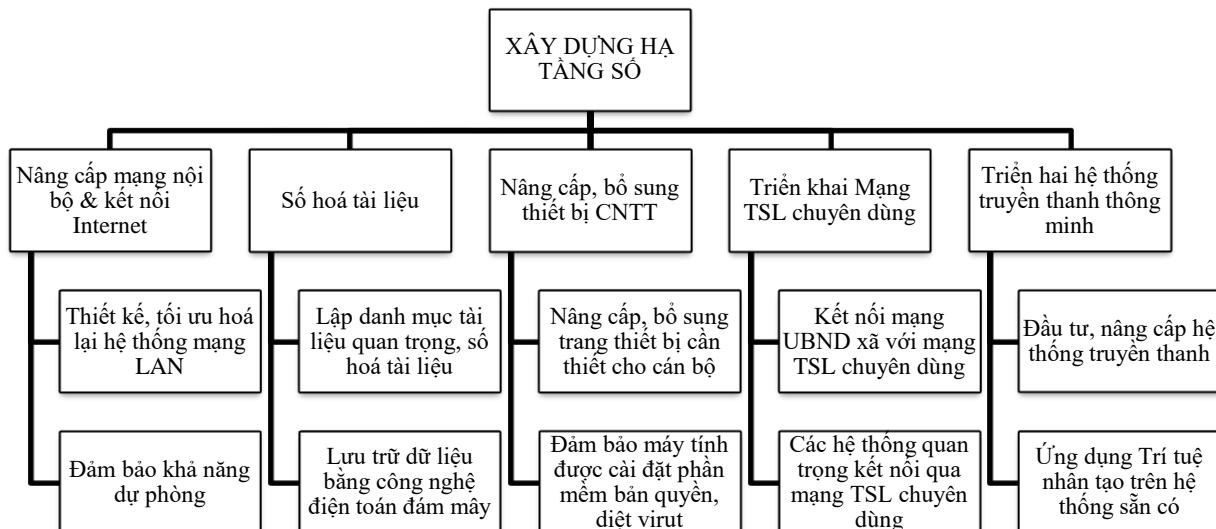 XÂY DỰNG HẠ
TẦNG SỐ
Nâng cấp mạng nội
bộ & kết nối
Internet
Số hoá tài liệu
Nâng cấp, bổ sung
thiết bị CNTT
Triển khai Mạng
TSL chuyên dùng
Triển hai hệ thống
truyền thanh thông
minh
Thiết kế, tối ưu hoá
lại hệ thống mạng
LAN
Lập danh mục tài
liệu quan trọng, số
hoá tài liệu
Nâng cấp, bổ sung
trang thiết bị cần
thiết cho cán bộ
Kết nối mạng
UBND xã với mạng
TSL chuyên dùng
Đầu tư, nâng cấp hệ
thống truyền thanh
Đảm bảo khả năng
dự phòng
Lưu trữ dữ liệu
bằng công nghệ
điện toán đám mây
Đảm bảo máy tính
được cài đặt phần
mềm bản quyền,
diệt virut
Các hệ thống quan
trọng kết nối qua
mạng TSL chuyên
dùng
Ứng dụng Trí tuệ
nhân tạo trên hệ
thống sẵn có